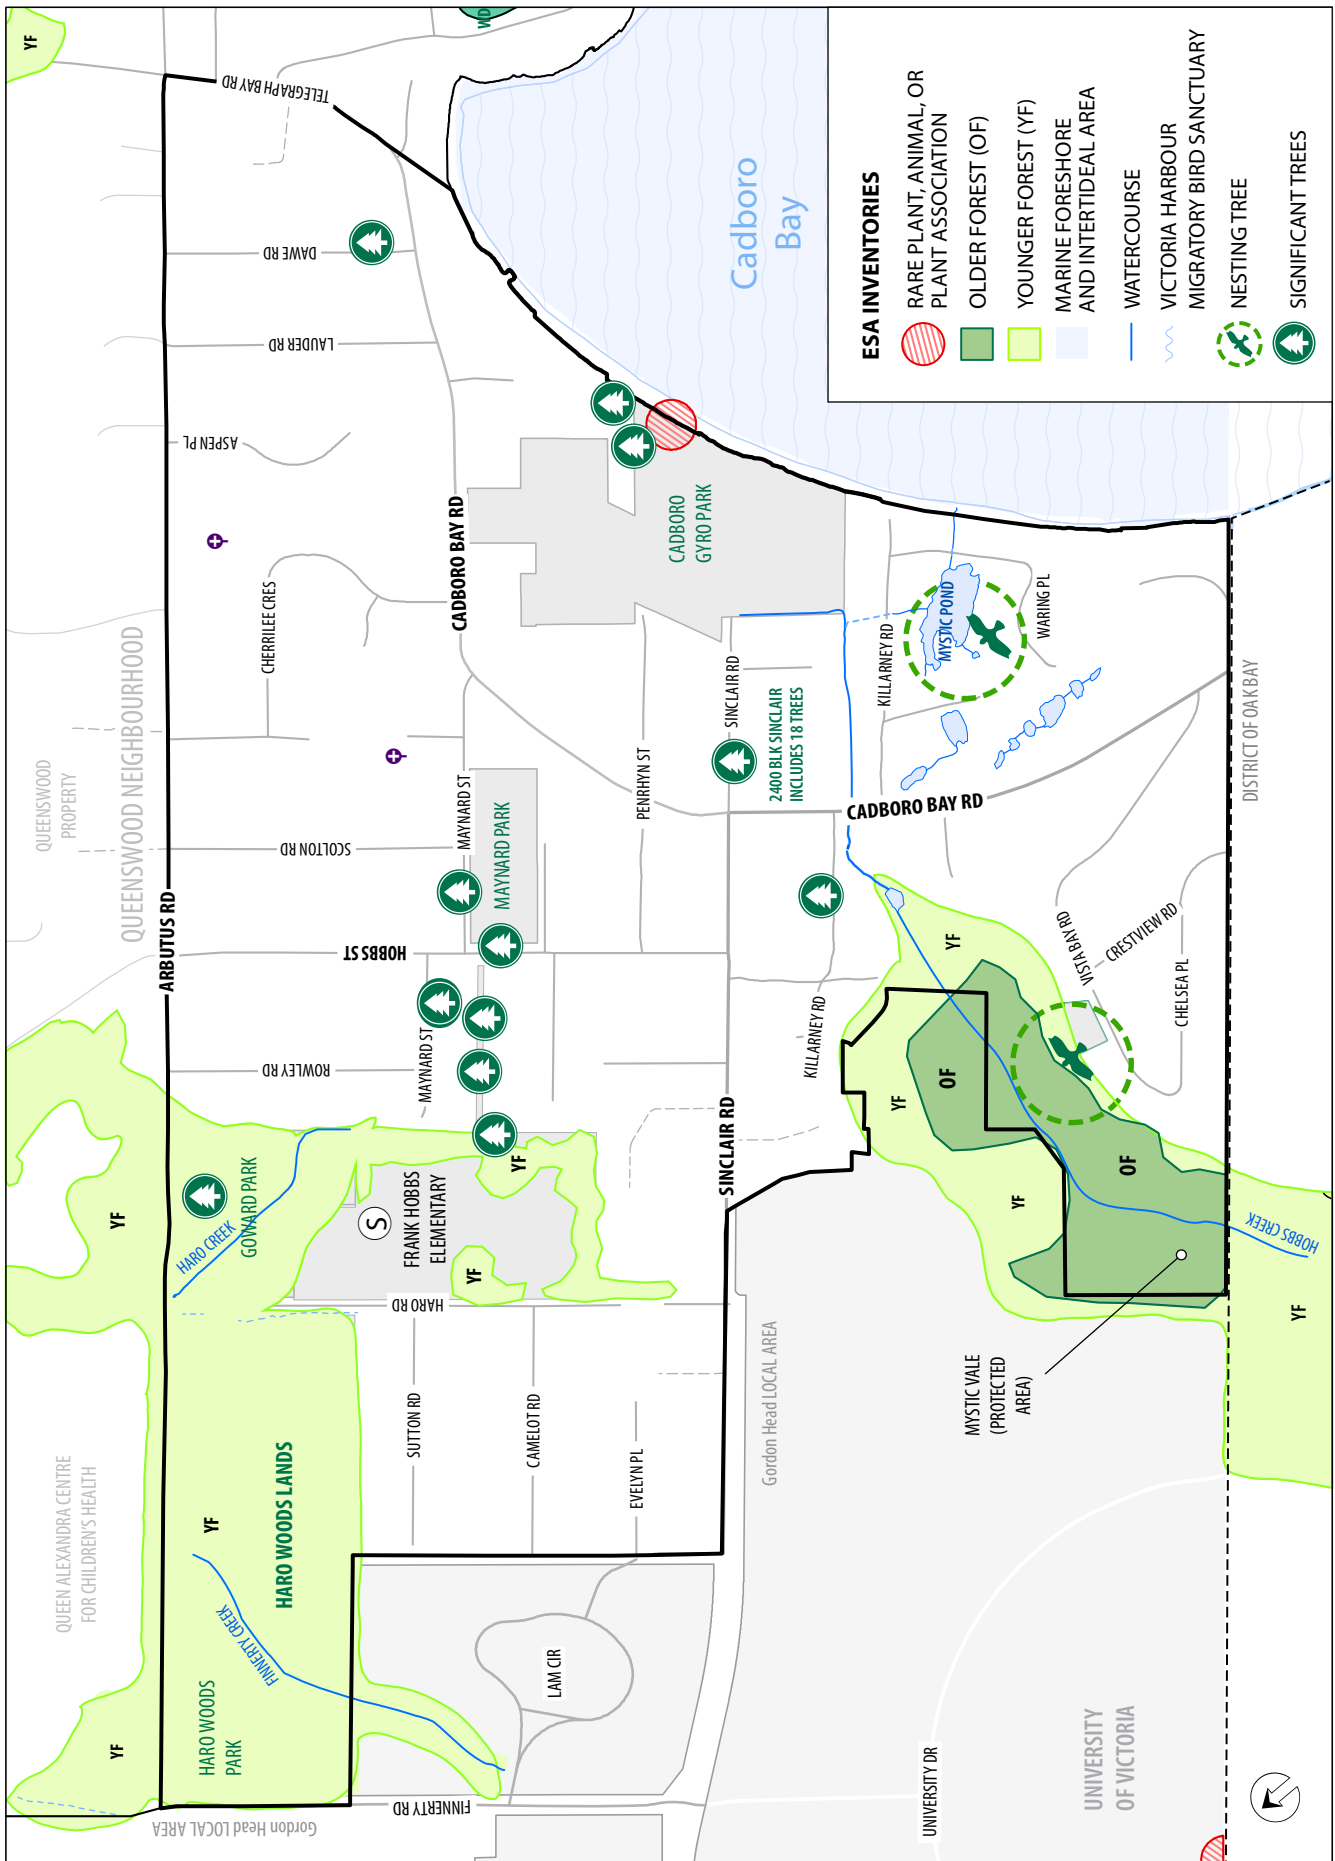 YF
WD
TELEGRAPH BAY RD
DAWE RD
LAUDER RD
ASPEN PL
CADBORO BAY RD
CHERRILEE CRES
QUEENSWOOD NEIGHBOURHOOD
QUEENSWOOD
PROPERTY
ARBUTUS RD
SCOLTON RD
MAYNARD ST
MAYNARD PARK
HOBBS ST
MAYNARD ST
ROWLEY RD
PENRHYN ST
SINCLAIR RD
2400 BLK SINCLAIR
INCLUDES 18 TREES
CADBORO
GYRO PARK
Cadboro
Bay
KILLARNEY RD
MYSTIC POND
WARING PL
CADBORO BAY RD
DISTRICT OF OAK BAY
VISTA BAY RD
CRESTVIEW RD
CHELSEA PL
KILLARNEY RD
SINCLAIR RD
YF
OF
YF
YF
OF
HOBBS CREEK
YF
MYSTIC VALE
(PROTECTED
AREA)
YF
GOWARD PARK
HARO CREEK
S
FRANK HOBBS
ELEMENTARY
YF
YF
HARO RD
SUTTON RD
CAMELOT RD
EVELYN PL
Gordon Head LOCAL AREA
QUEEN ALEXANDRA CENTRE
FOR CHILDREN'S HEALTH
YF
HARO WOODS LANDS
FINNERTY CREEK
HARO WOODS
PARK
YF
LAM CIR
FINNERTY RD
Gordon Head LOCAL AREA
UNIVERSITY DR
UNIVERSITY
OF VICTORIA
ESA INVENTORIES
RARE PLANT, ANIMAL, OR
PLANT ASSOCIATION
OLDER FOREST (OF)
YOUNGER FOREST (YF)
MARINE FORESHORE
AND INTERTIDEAL AREA
WATERCOURSE
VICTORIA HARBOUR
MIGRATORY BIRD SANCTUARY
NESTING TREE
SIGNIFICANT TREES